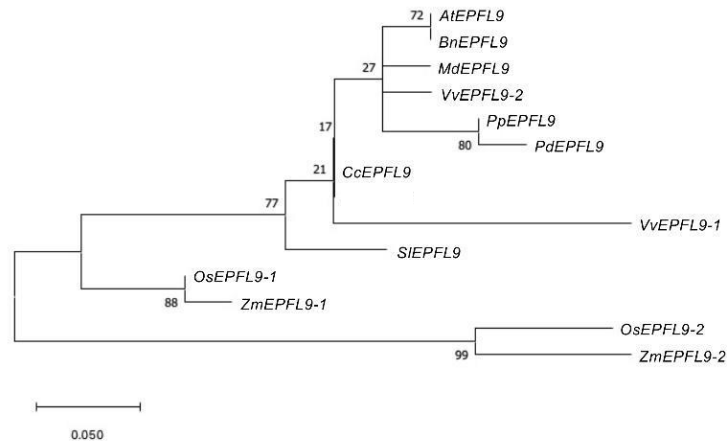 72
AtEPFL9
BnEPFL9
27
MdEPFL9
VvEPFL9-2
PpEPFL9
17
80
PdEPFL9
21
CcEPFL9
77
VvEPFL9-1
SlEPFL9
OsEPFL9-1
88
ZmEPFL9-1
OsEPFL9-2
99
ZmEPFL9-2
0.050